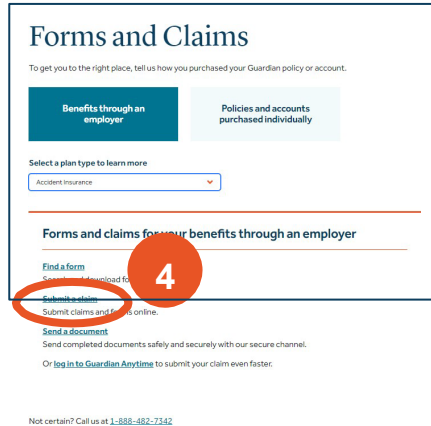 Forms and Claims
To get you to the right place, tell us how you purchased your Guardian policy or account.
Benefits through an
employer
Policies and accounts
purchased individually
Select a plan type to learn more
Accident Insurance
Forms and claims for your benefits through an employer
Find a form
4
Submit a claim
Submit claims and online.
Send a document
Send completed documents safely and securely with our secure channel.
Or log in to Guardian Anytime to submit your claim even faster.
Not certain? Call us at 1-888-482-7342